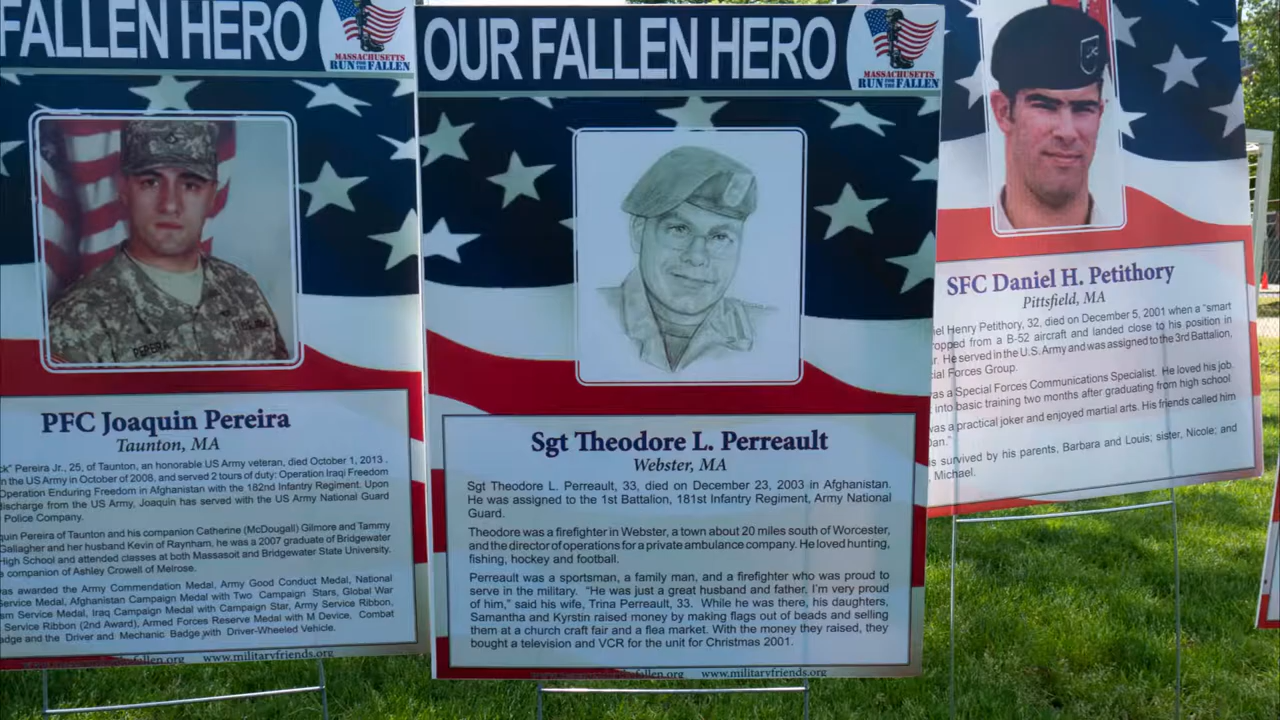 FALLEN HERO
MASSACHUSETTS
RUN FOR THE FALLEN
PEREIRA
PFC Joaquin Pereira
Taunton, MA
Pereira Jr., 25, of Taunton, an honorable US Army veteran, died October 1, 2013.
the US Army in October of 2008, and served 2 tours of duty: Operation Iraqi Freedom
Operation Enduring Freedom in Afghanistan with the 182nd Infantry Regiment. Upon
discharge from the US Army, Joaquin has served with the US Army National Guard
Police Company.
Pereira of Taunton and his companion Catherine (McDougall) Gilmore and Tammy
Gallagher and her husband Kevin of Raynham, he was a 2007 graduate of Bridgewater
High School and attended classes at both Massasoit and Bridgewater State University.
companion of Ashley Crowell of Melrose.
awarded the Army Commendation Medal, Army Good Conduct Medal, National
Service Medal, Afghanistan Campaign Medal with Two Campaign Stars, Global War
Service Medal, Iraq Campaign Medal with Campaign Star, Army Service Ribbon,
Service Ribbon (2nd Award), Armed Forces Reserve Medal with M Device, Combat
and the Driver and Mechanic Badge with Driver-Wheeled Vehicle.
www.militaryfriends.org
OUR FALLEN HERO
MASSACHUSETTS
RUN FOR THE FALLEN
Sgt Theodore L. Perreault
Webster, MA
Sgt Theodore L. Perreault, 33, died on December 23, 2003 in Afghanistan.
He was assigned to the 1st Battalion, 181st Infantry Regiment, Army National
Guard.
Theodore was a firefighter in Webster, a town about 20 miles south of Worcester,
and the director of operations for a private ambulance company. He loved hunting,
fishing, hockey and football.
Perreault was a sportsman, a family man, and a firefighter who was proud to
serve in the military. “He was just a great husband and father. I'm very proud
of him,” said his wife, Trina Perreault, 33. While he was there, his daughters,
Samantha and Kyrstin raised money by making flags out of beads and selling
them at a church craft fair and a flea market. With the money they raised, they
bought a television and VCR for the unit for Christmas 2001.
www.militaryfriends.org
SFC Daniel H. Petithory
Pittsfield, MA
iel Henry Petithory, 32, died on December 5, 2001 when a “smart
opped from a B-52 aircraft and landed close to his position in
He served in the U.S. Army and was assigned to the 3rd Battalion,
cial Forces Group.
as a Special Forces Communications Specialist. He loved his job.
into basic training two months after graduating from high school
was a practical joker and enjoyed martial arts. His friends called him
an.”
survived by his parents, Barbara and Louis; sister, Nicole; and
Michael.